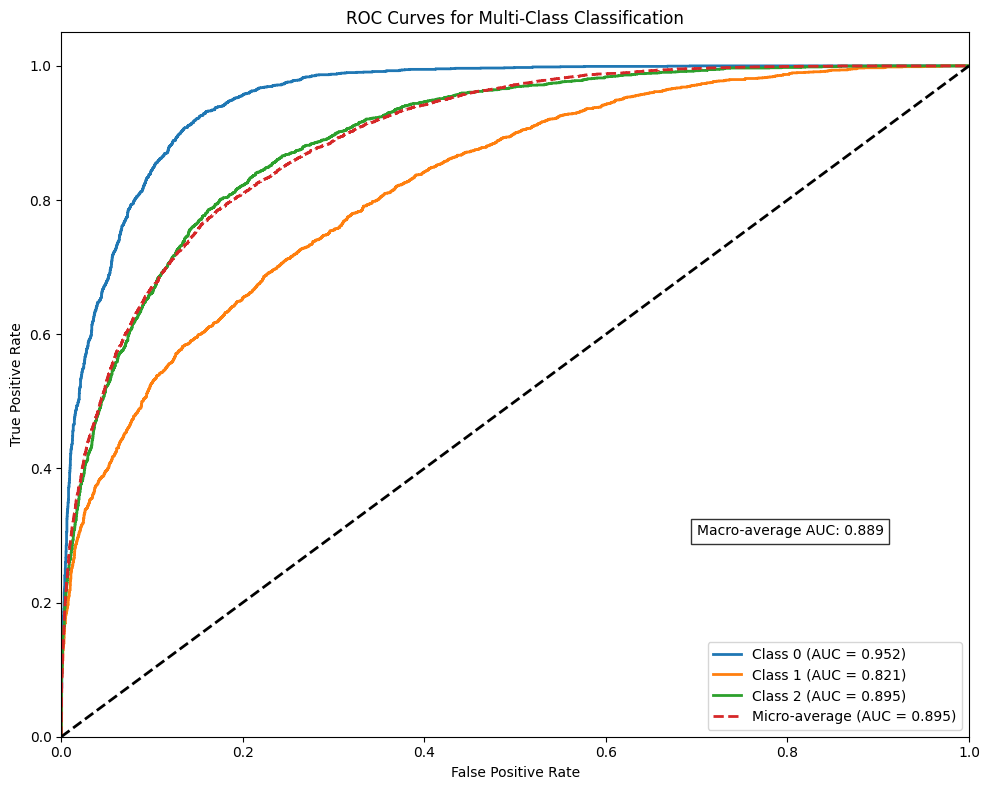 ROC Curves for Multi-Class Classification
True Positive Rate
1.0
0.8
0.6
0.4
0.2
0.0
Macro-average AUC: 0.889
Class 0 (AUC = 0.952)
Class 1 (AUC = 0.821)
Class 2 (AUC = 0.895)
Micro-average (AUC = 0.895)
0.0 0.2 0.4 0.6 0.8 1.0
False Positive Rate